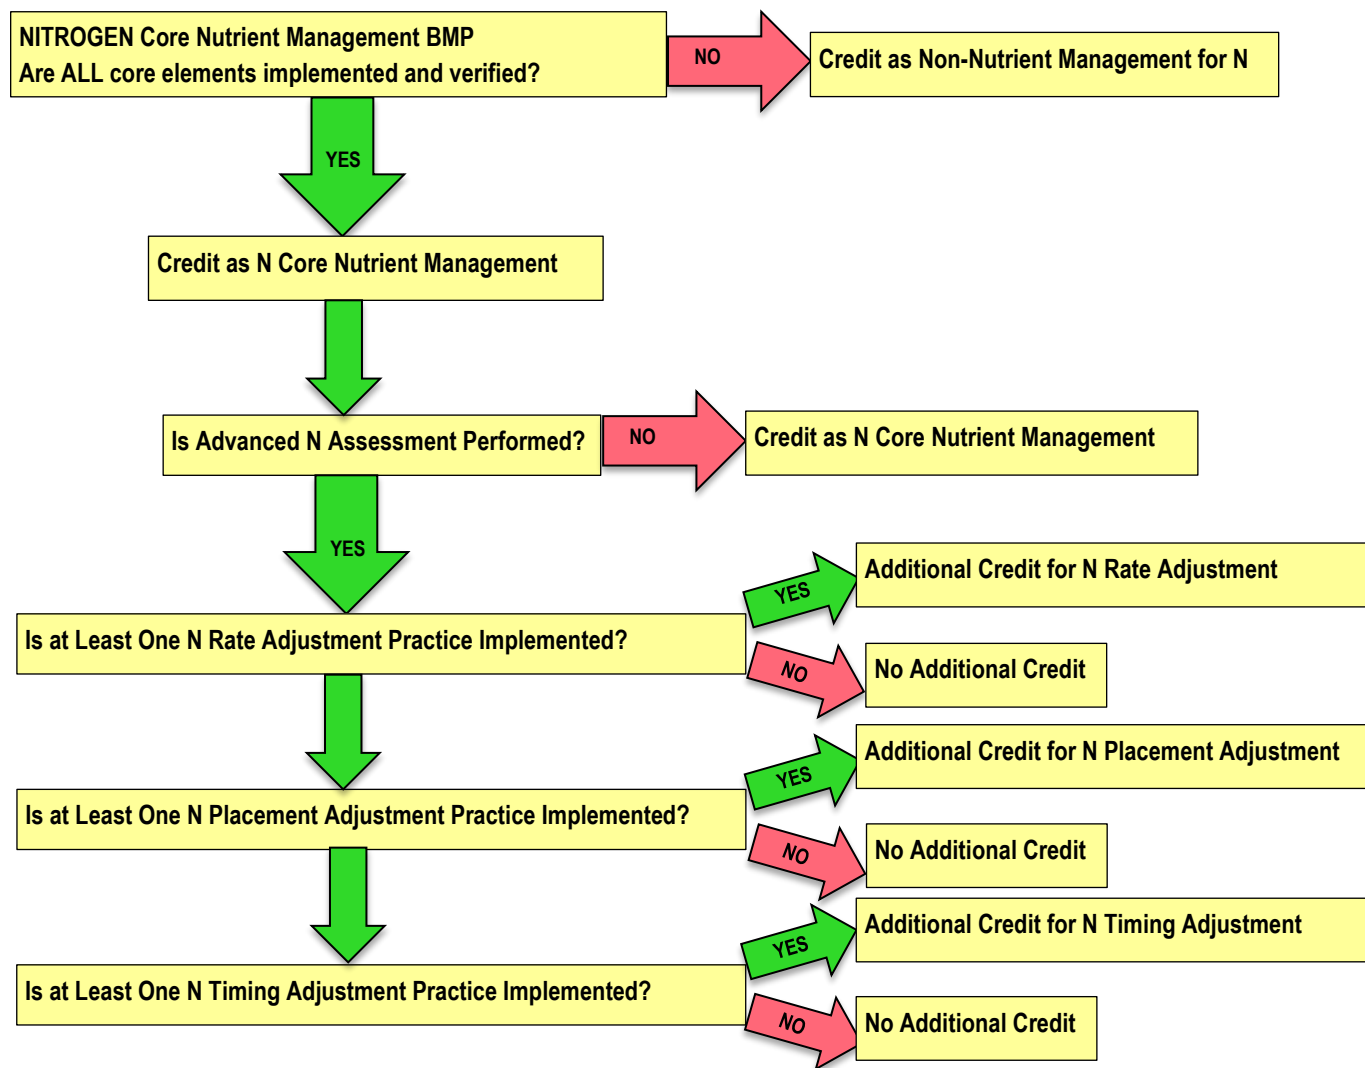 NITROGEN Core Nutrient Management BMP
Are ALL core elements implemented and verified?
NO
Credit as Non-Nutrient Management for N
YES
Credit as N Core Nutrient Management
Is Advanced N Assessment Performed?
NO
Credit as N Core Nutrient Management
YES
Is at Least One N Rate Adjustment Practice Implemented?
YES
Additional Credit for N Rate Adjustment
NO
No Additional Credit
Is at Least One N Placement Adjustment Practice Implemented?
YES
Additional Credit for N Placement Adjustment
NO
No Additional Credit
Is at Least One N Timing Adjustment Practice Implemented?
YES
Additional Credit for N Timing Adjustment
NO
No Additional Credit